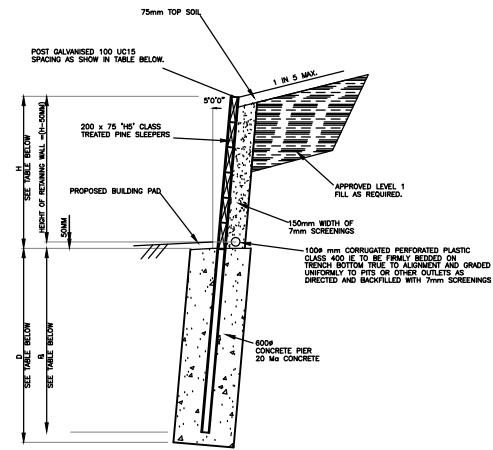 75mm TOP SOIL
POST GALVANISED 100 UC15
SPACING AS SHOW IN TABLE BELOW.
1 IN 5 MAX.
5'0'0"
200 x 75 "H5" CLASS
TREATED PINE SLEEPERS
H
SEE TABLE BELOW
HEIGHT OF RETAINING WALL =(H-50MM)
PROPOSED BUILDING PAD
50MM
APPROVED LEVEL 1
FILL AS REQUIRED.
150mm WIDTH OF
7mm SCREENINGS
100ø mm CORRUGATED PERFORATED PLASTIC
CLASS 400 IE TO BE FIRMLY BEDDED ON
TRENCH BOTTOM TRUE TO ALIGNMENT AND GRADED
UNIFORMLY TO PITS OR OTHER OUTLETS AS
DIRECTED AND BACKFILLED WITH 7mm SCREENINGS
D
SEE TABLE BELOW
SEE TABLE BELOW
600ø
CONCRETE PIER
20 Ma CONCRETE